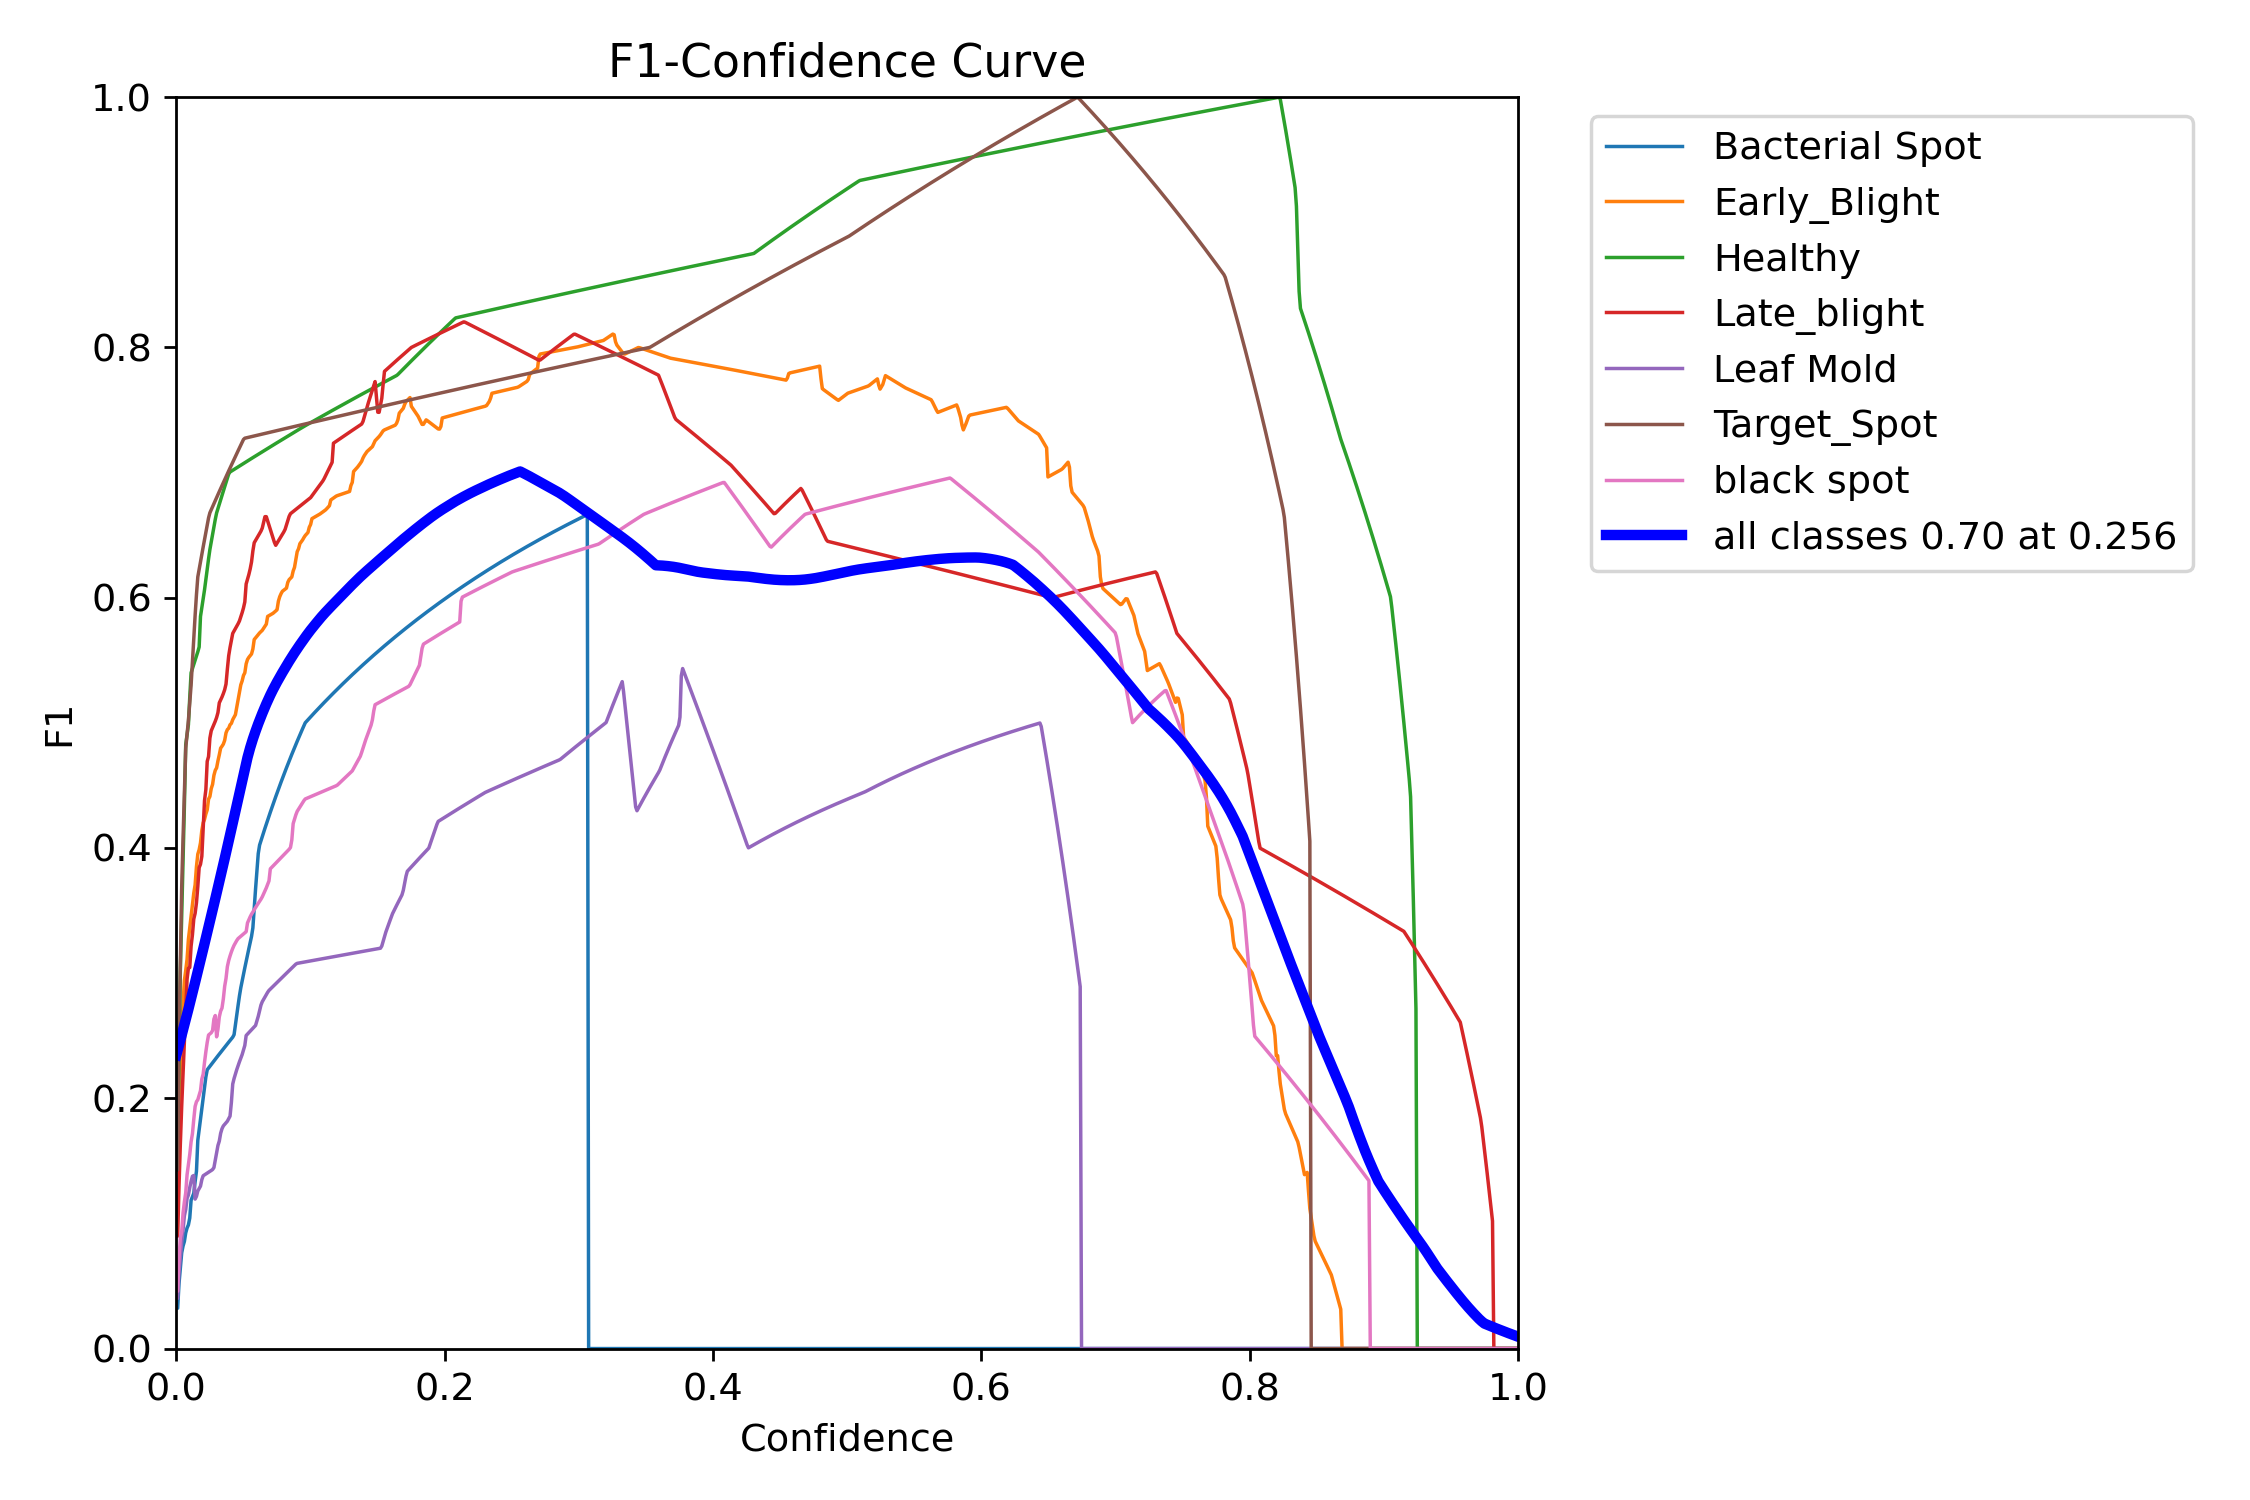 F1-Confidence Curve
1.0
0.8
0.6
0.4
0.2
0.0
F1
0.0 0.2 0.4 0.6 0.8 1.0
Confidence
Bacterial Spot
Early_Blight
Healthy
Late_blight
Leaf Mold
Target_Spot
black spot
all classes 0.70 at 0.256